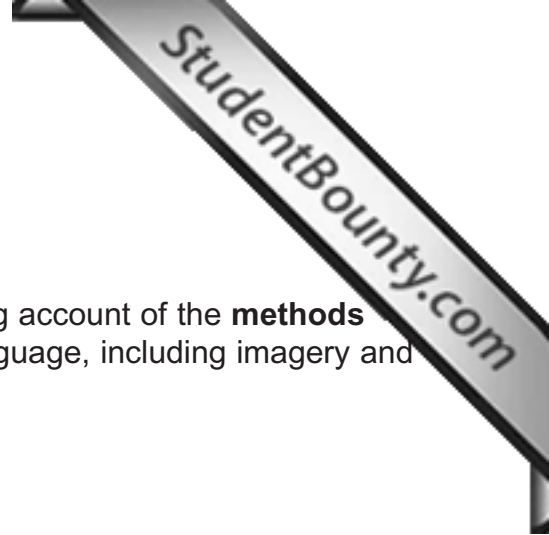 StudentBounty.com
g account of the methods
guage, including imagery and